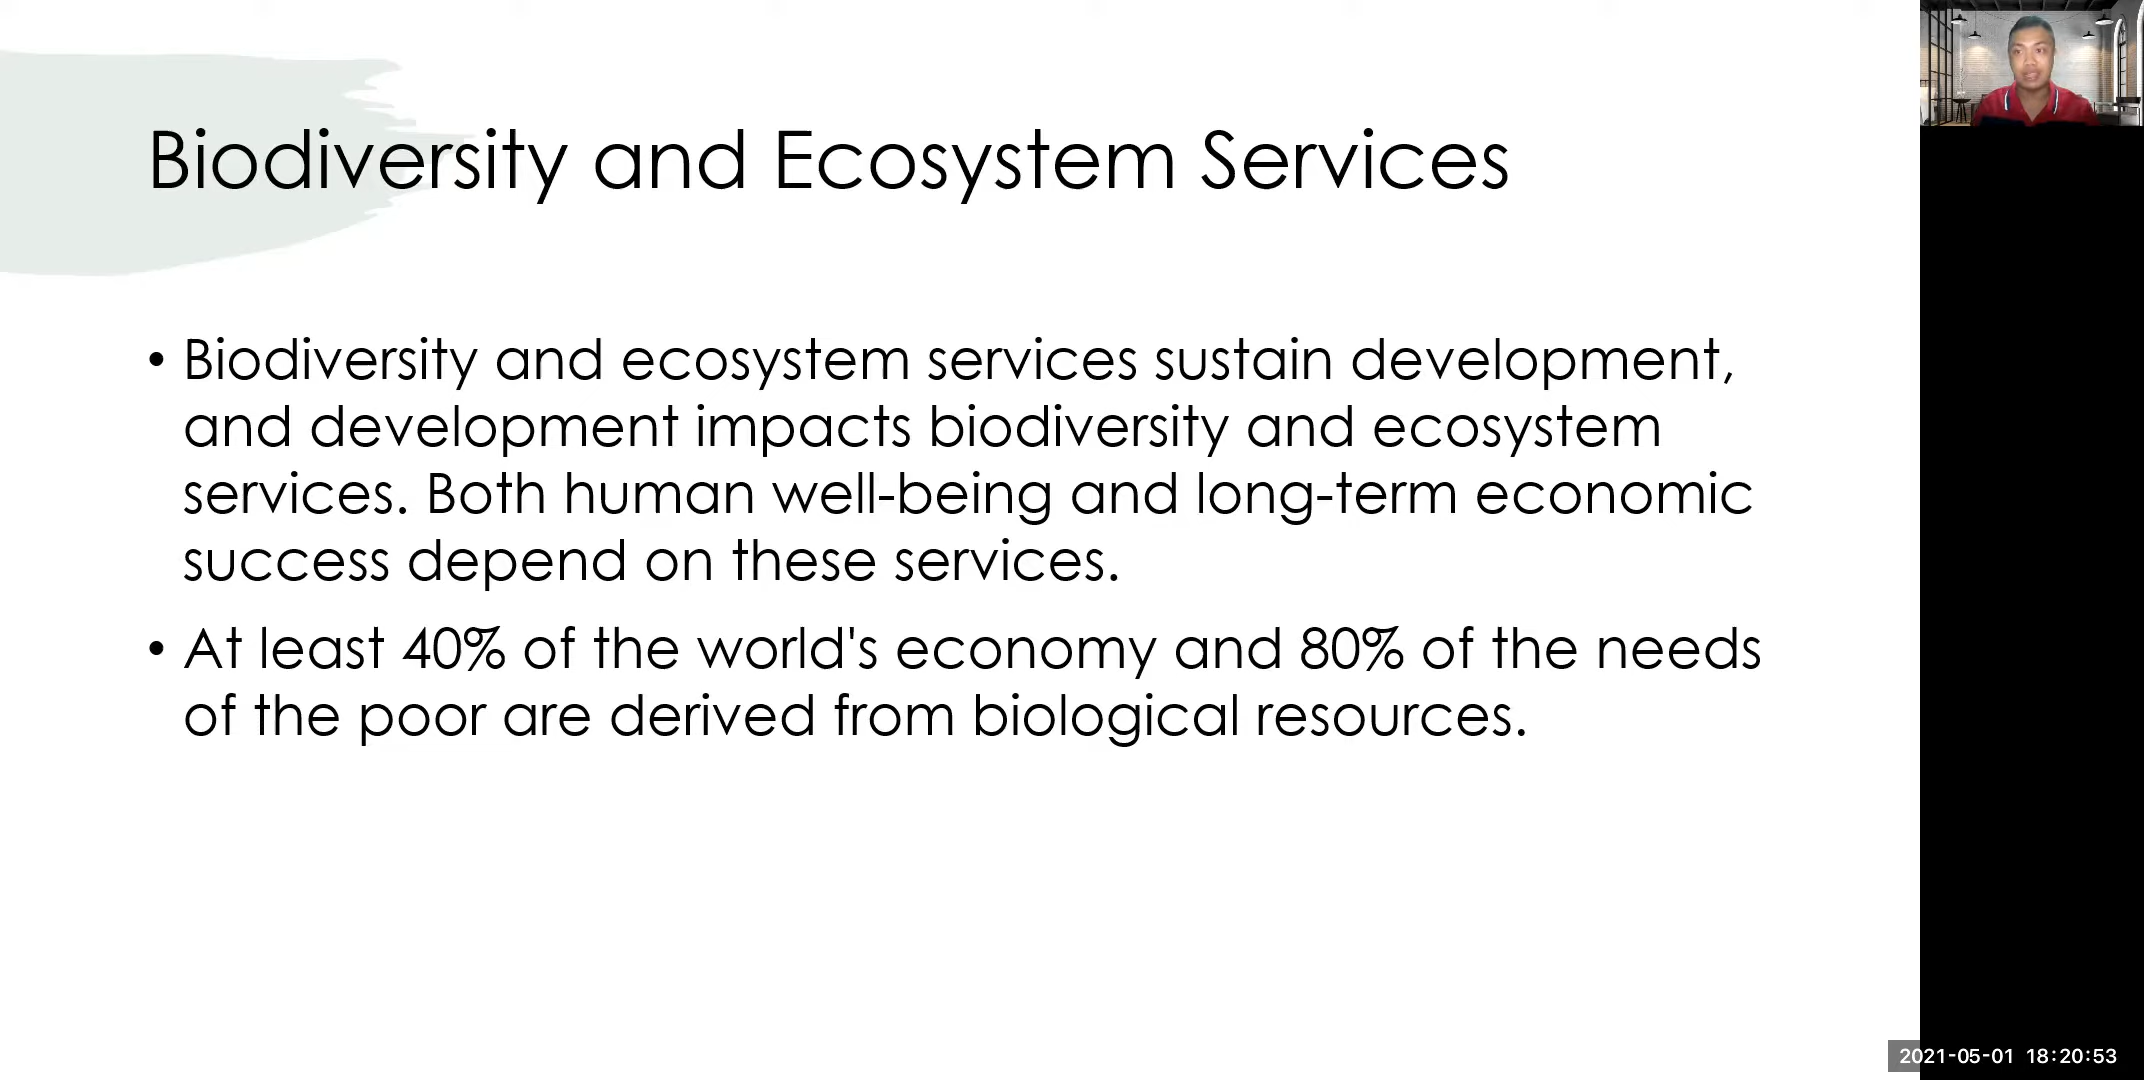 Biodiversity and Ecosystem Services
• Biodiversity and ecosystem services sustain development,
and development impacts biodiversity and ecosystem
services. Both human well-being and long-term economic
success depend on these services.
• At least 40% of the world's economy and 80% of the needs
of the poor are derived from biological resources.
2021-05-01 18:20:53